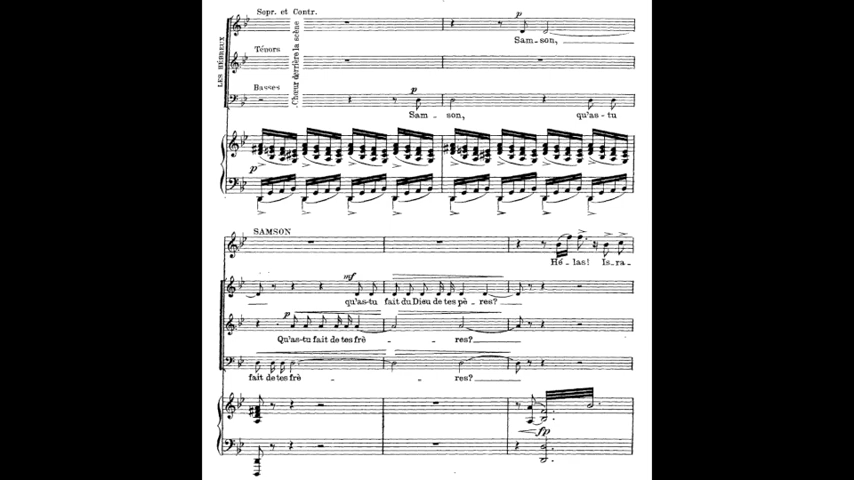 Sopr. et Contr.
LES HÉBREUX
Chœur derrière la scène
p
Sam - son,
Ténors
Basses
p
Sam - son, qu'as-tu
p
SAMSON
Hé - las! Is-ra-
mf
qu'as-tu fait du Dieu de tes pè - res?
p
Qu'as-tu fait de tes frè - - res?
fait de tes frè - - res?
fp